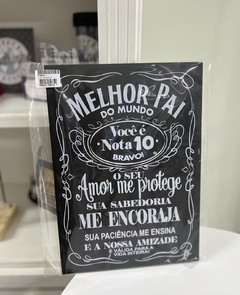 MELHOR PAI
DO MUNDO
Você é
Nota 10
BRAVO!
O SEU
Amor me protege
SUA SABEDORIA
ME ENCORAJA
SUA PACIÊNCIA ME ENSINA
E A NOSSA AMIZADE
É VÁLIDA PARA A
VIDA INTEIRA!